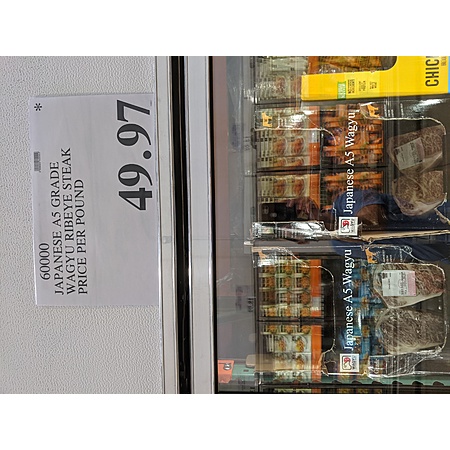 *
60000
JAPANESE A5 GRADE
WAGYU RIBEYE STEAK
PRICE PER POUND
49.97
CHIC
Japanese A5 Wagyu
Japanese A5 Wagyu